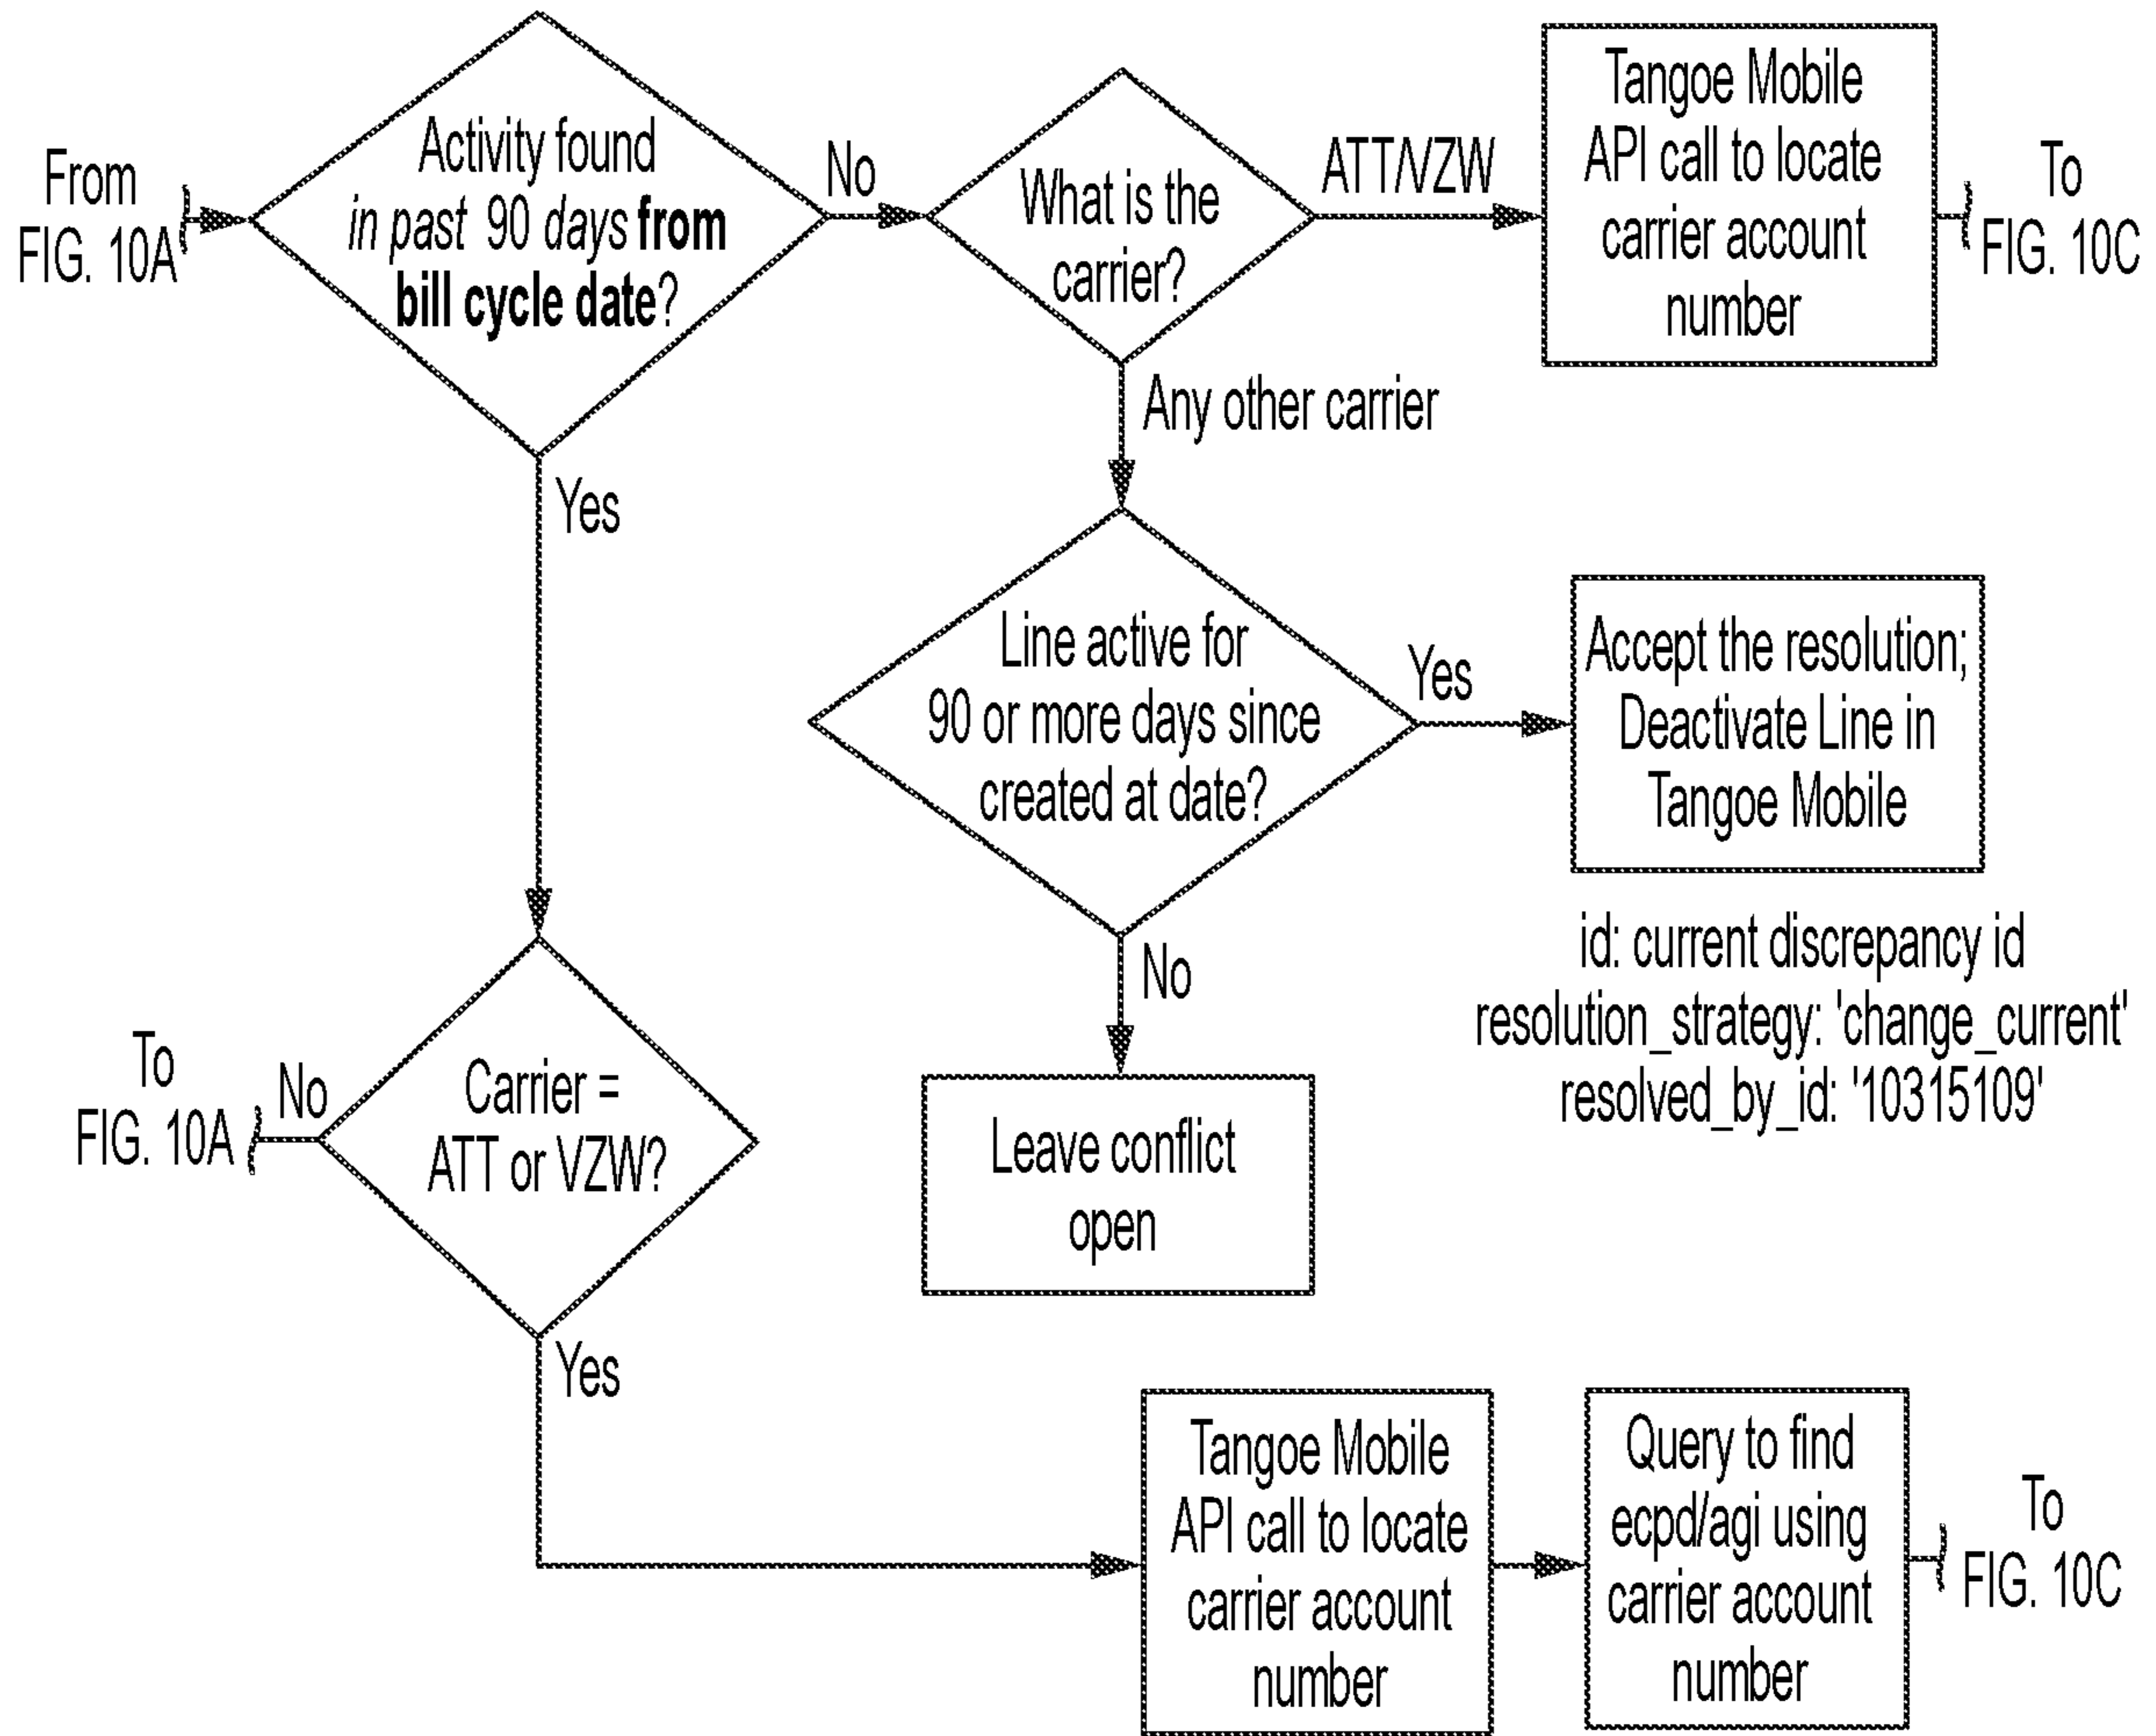 From
FIG. 10A
Activity found
in past 90 days from
bill cycle date?
No
What is the
carrier?
ATT/VZW
Tangoe Mobile
API call to locate
carrier account
number
To
FIG. 10C
Any other carrier
Yes
Line active for
90 or more days since
created at date?
Yes
Accept the resolution;
Deactivate Line in
Tangoe Mobile
id: current discrepancy id
resolution_strategy: 'change_current'
resolved_by_id: '10315109'
No
Leave conflict
open
Carrier =
ATT or VZW?
No
To
FIG. 10A
Yes
Tangoe Mobile
API call to locate
carrier account
number
Query to find
ecpd/agi using
carrier account
number
To
FIG. 10C